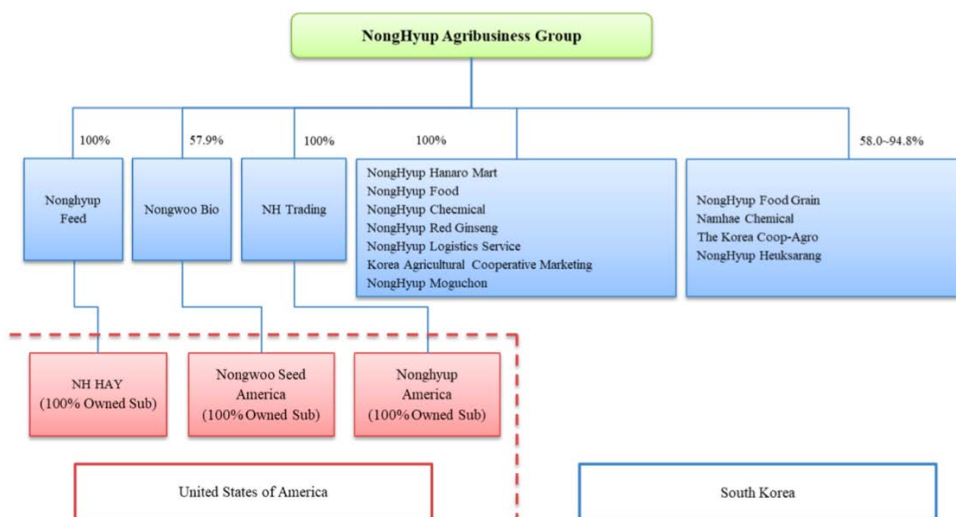 NongHyup Agribusiness Group
100%
57.9%
100%
100%
58.0~94.8%
Nonghyup
Feed
Nongwoo Bio
NH Trading
NongHyup Hanaro Mart
NongHyup Food
NongHyup Checmical
NongHyup Red Ginseng
NongHyup Logistics Service
Korea Agricultural Cooperative Marketing
NongHyup Moguchon
NongHyup Food Grain
Namhae Chemical
The Korea Coop-Agro
NongHyup Heuksarang
NH HAY
(100% Owned Sub)
Nongwoo Seed
America
(100% Owned Sub)
Nonghyup
America
(100% Owned Sub)
United States of America
South Korea